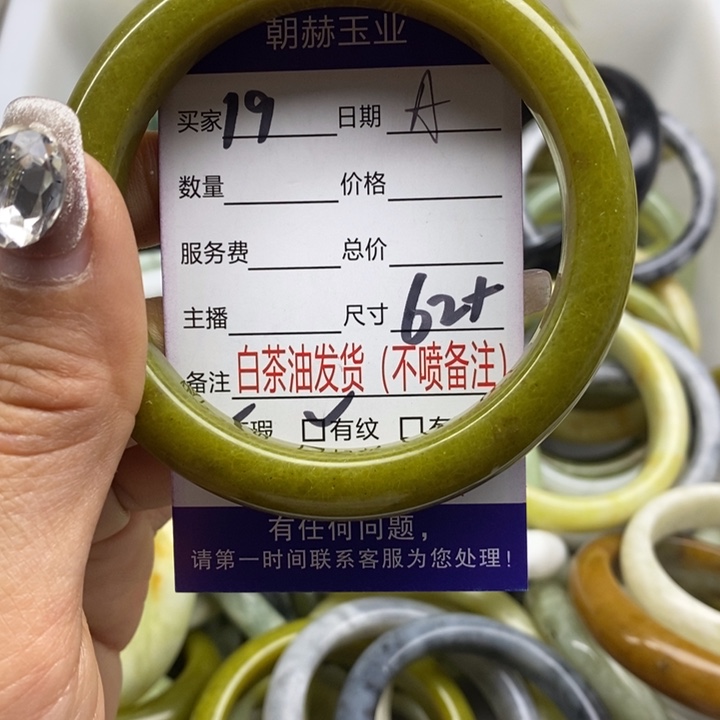 朝赫玉业
买家 19 日期 A
数量 价格
服务费 总价
主播 尺寸 62+
备注 白茶油发货（不喷备注）
瑕 ✓ □有纹 □
有任何问题，
请第一时间联系客服为您处理！